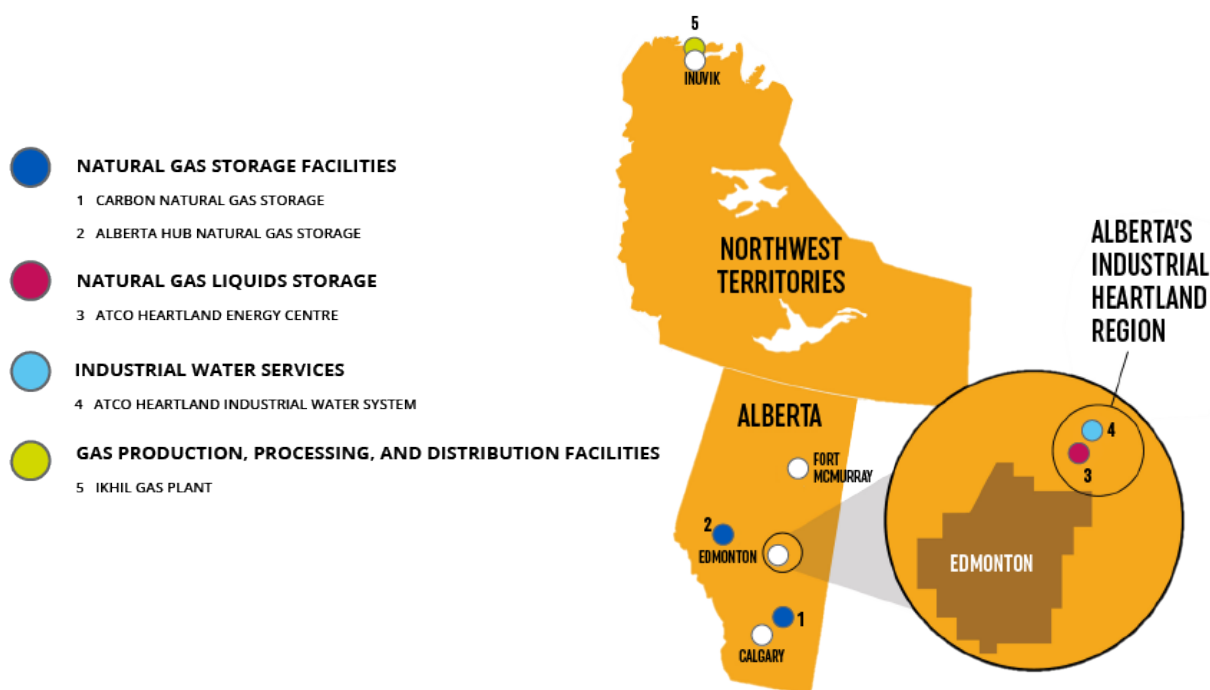 NATURAL GAS STORAGE FACILITIES
1 CARBON NATURAL GAS STORAGE
2 ALBERTA HUB NATURAL GAS STORAGE
NATURAL GAS LIQUIDS STORAGE
3 ATCO HEARTLAND ENERGY CENTRE
INDUSTRIAL WATER SERVICES
4 ATCO HEARTLAND INDUSTRIAL WATER SYSTEM
GAS PRODUCTION, PROCESSING, AND DISTRIBUTION FACILITIES
5 IKHIL GAS PLANT
5
INUVIK
NORTHWEST
TERRITORIES
ALBERTA
FORT
MCMURRAY
2
EDMONTON
1
CALGARY
ALBERTA'S
INDUSTRIAL
HEARTLAND
REGION
4
3
EDMONTON